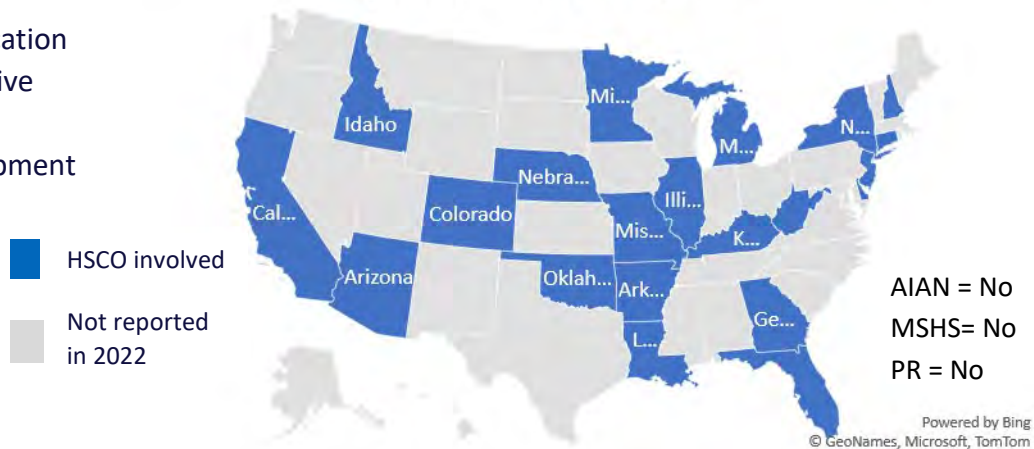 ation
ive
pment
HSCO involved
Not reported
in 2022
Idaho
Mi...
N...
M...
Nebra...
Illi...
Cal...
Colorado
Mis...
K...
Arizona
Oklah...
Ark...
Ge...
L...
AIAN = No
MSHS= No
PR = No
Powered by Bing
© GeoNames, Microsoft, TomTom